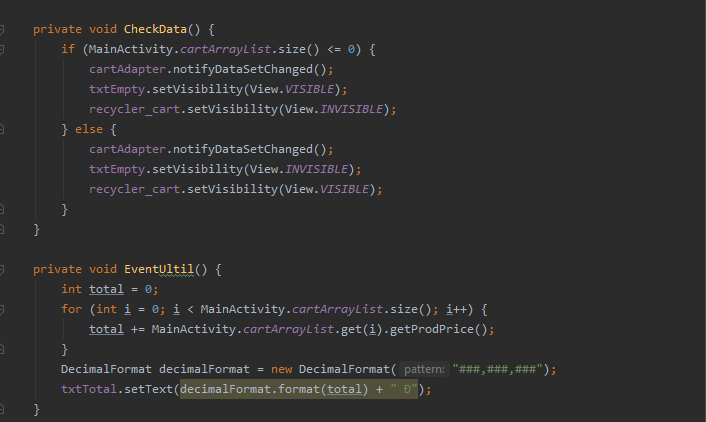 private void CheckData() {
if (MainActivity.cartArrayList.size() <= 0) {
cartAdapter.notifyDataSetChanged();
txtEmpty.setVisibility(View.VISIBLE);
recycler_cart.setVisibility(View.INVISIBLE);
} else {
cartAdapter.notifyDataSetChanged();
txtEmpty.setVisibility(View.INVISIBLE);
recycler_cart.setVisibility(View.VISIBLE);
}
}
private void EventUltil() {
int total = 0;
for (int i = 0; i < MainActivity.cartArrayList.size(); i++) {
total += MainActivity.cartArrayList.get(i).getProdPrice();
}
DecimalFormat decimalFormat = new DecimalFormat( pattern: "###,###,###");
txtTotal.setText(decimalFormat.format(total) + " Đ");
}